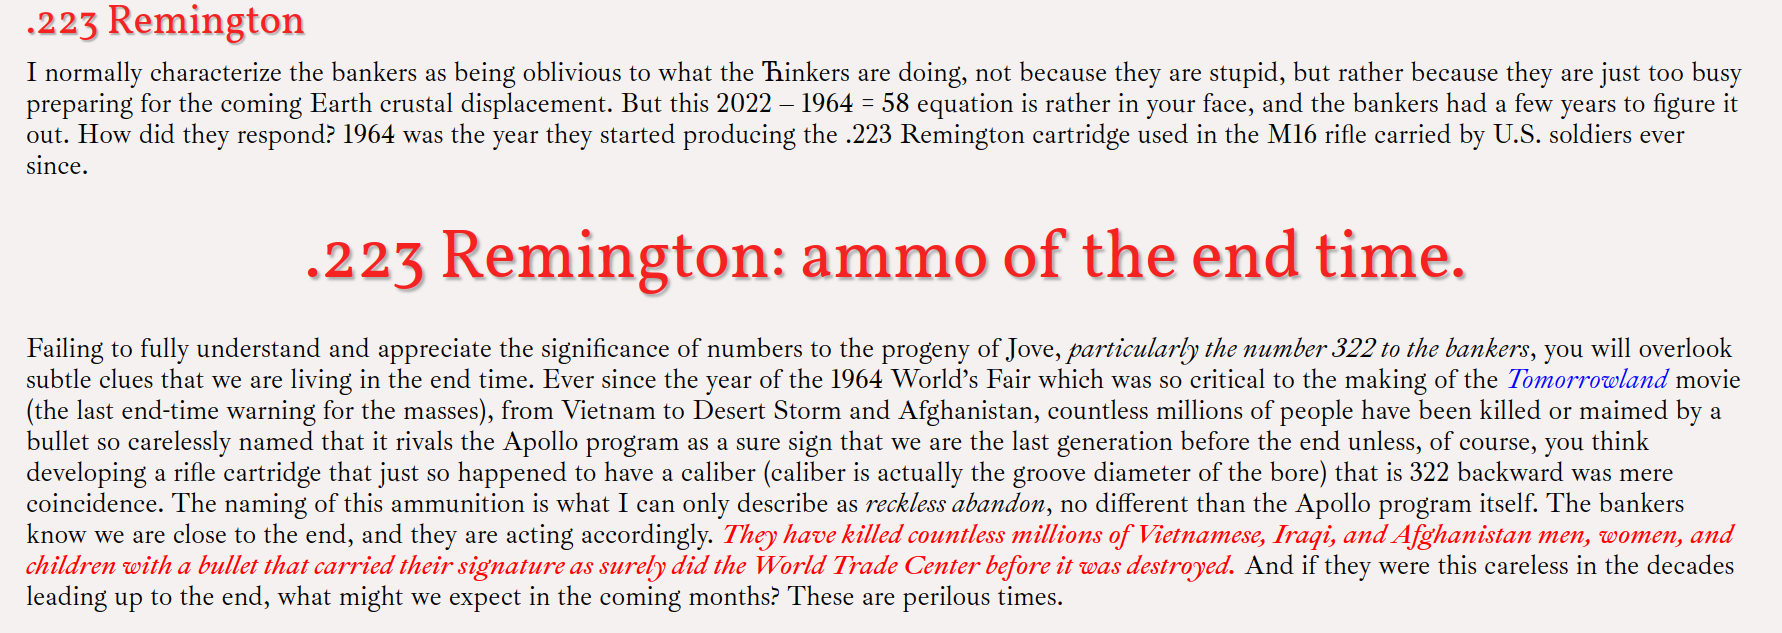 .223 Remington
I normally characterize the bankers as being oblivious to what the Thinkers are doing, not because they are stupid, but rather because they are just too busy
preparing for the coming Earth crustal displacement. But this 2022 – 1964 = 58 equation is rather in your face, and the bankers had a few years to figure it
out. How did they respond? 1964 was the year they started producing the .223 Remington cartridge used in the M16 rifle carried by U.S. soldiers ever
since.
.223 Remington: ammo of the end time.
Failing to fully understand and appreciate the significance of numbers to the progeny of Jove, particularly the number 322 to the bankers, you will overlook
subtle clues that we are living in the end time. Ever since the year of the 1964 World’s Fair which was so critical to the making of the Tomorrowland movie
(the last end-time warning for the masses), from Vietnam to Desert Storm and Afghanistan, countless millions of people have been killed or maimed by a
bullet so carelessly named that it rivals the Apollo program as a sure sign that we are the last generation before the end unless, of course, you think
developing a rifle cartridge that just so happened to have a caliber (caliber is actually the groove diameter of the bore) that is 322 backward was mere
coincidence. The naming of this ammunition is what I can only describe as reckless abandon, no different than the Apollo program itself. The bankers
know we are close to the end, and they are acting accordingly. They have killed countless millions of Vietnamese, Iraqi, and Afghanistan men, women, and
children with a bullet that carried their signature as surely did the World Trade Center before it was destroyed. And if they were this careless in the decades
leading up to the end, what might we expect in the coming months? These are perilous times.